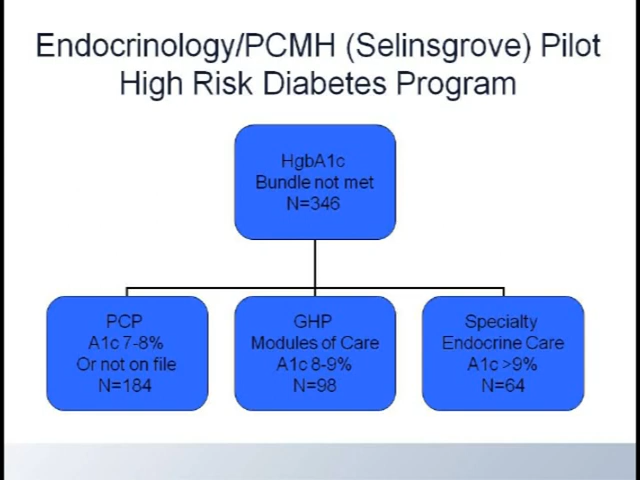 Endocrinology/PCMH (Selinsgrove) Pilot
High Risk Diabetes Program
HgbA1c
Bundle not met
N=346
PCP
A1c 7-8%
Or not on file
N=184
GHP
Modules of Care
A1c 8-9%
N=98
Specialty
Endocrine Care
A1c >9%
N=64